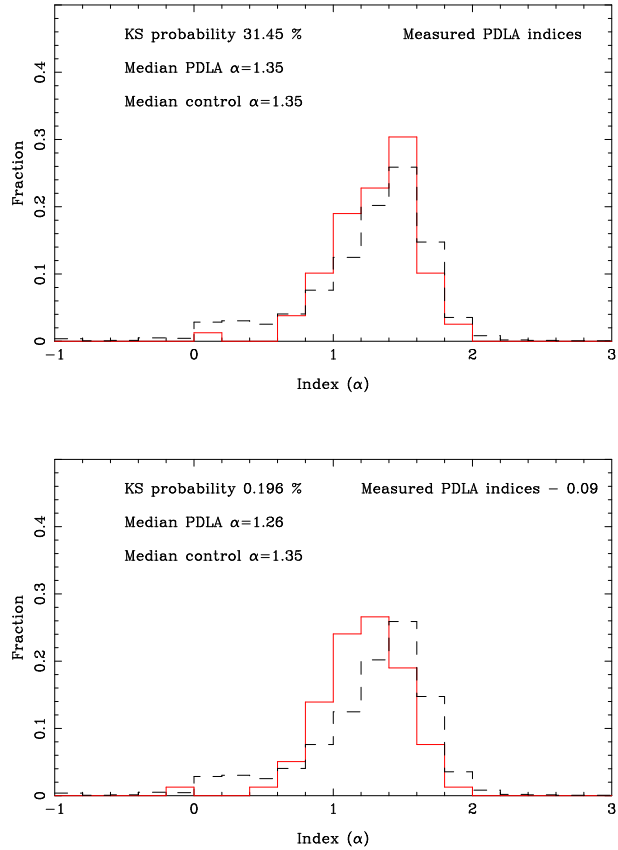 KS probability 31.45 % Measured PDLA indices
Median PDLA α=1.35
Median control α=1.35
Fraction
0.4
0.3
0.2
0.1
0
−1 0 1 2 3
Index (α)
KS probability 0.196 % Measured PDLA indices − 0.09
Median PDLA α=1.26
Median control α=1.35
Fraction
0.4
0.3
0.2
0.1
0
−1 0 1 2 3
Index (α)